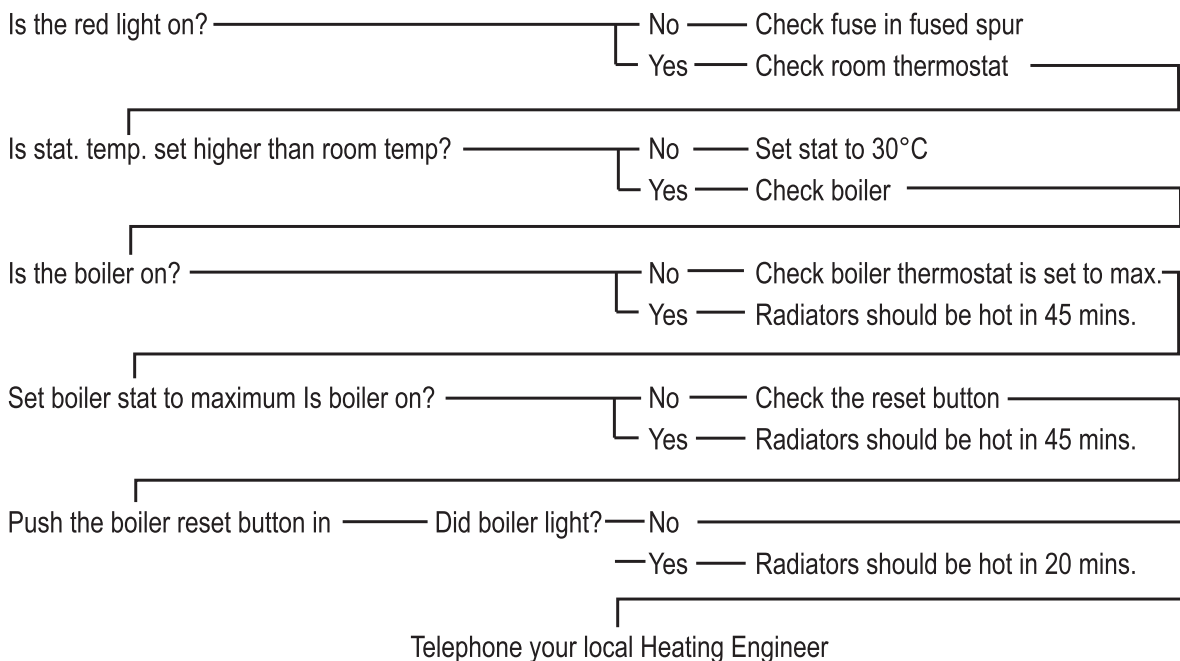 Is the red light on? No Check fuse in fused spur
Yes Check room thermostat
Is stat. temp. set higher than room temp? No Set stat to 30°C
Yes Check boiler
Is the boiler on? No Check boiler thermostat is set to max.
Yes Radiators should be hot in 45 mins.
Set boiler stat to maximum Is boiler on? No Check the reset button
Yes Radiators should be hot in 45 mins.
Push the boiler reset button in Did boiler light? No
Yes Radiators should be hot in 20 mins.
Telephone your local Heating Engineer